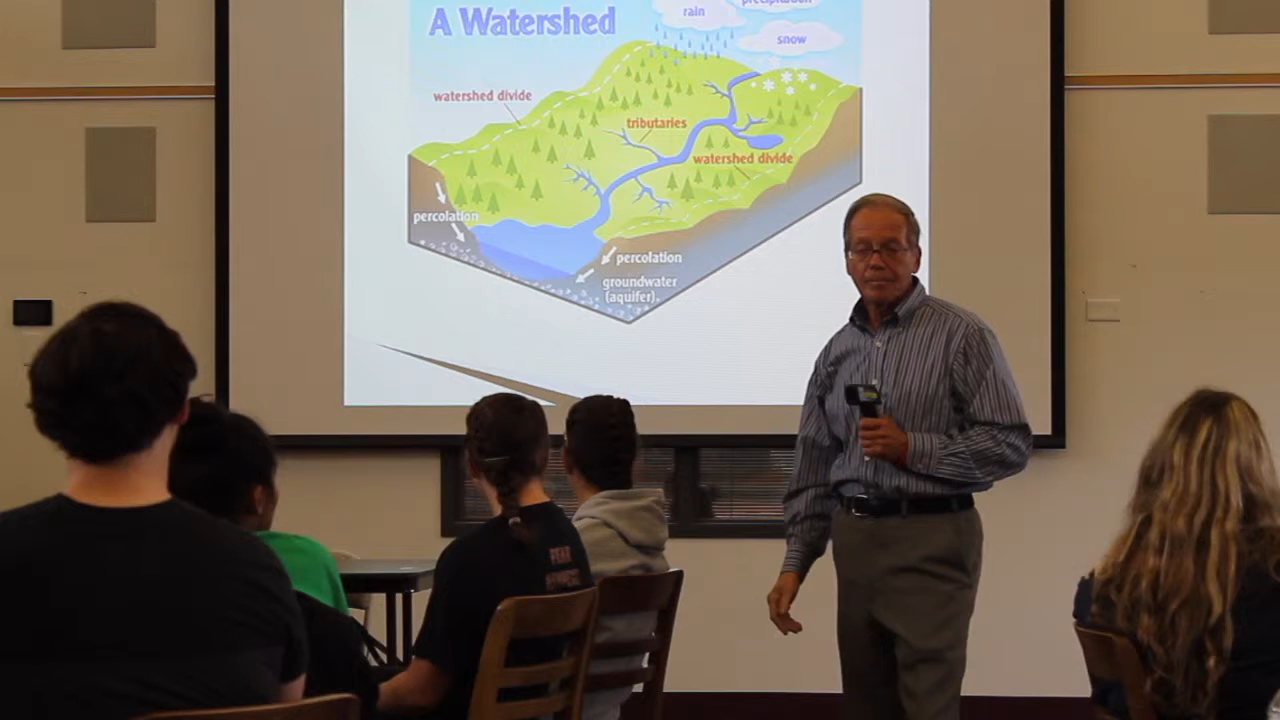 A Watershed
rain
precipitation
snow
watershed divide
tributaries
watershed divide
percolation
percolation
groundwater
(aquifer)